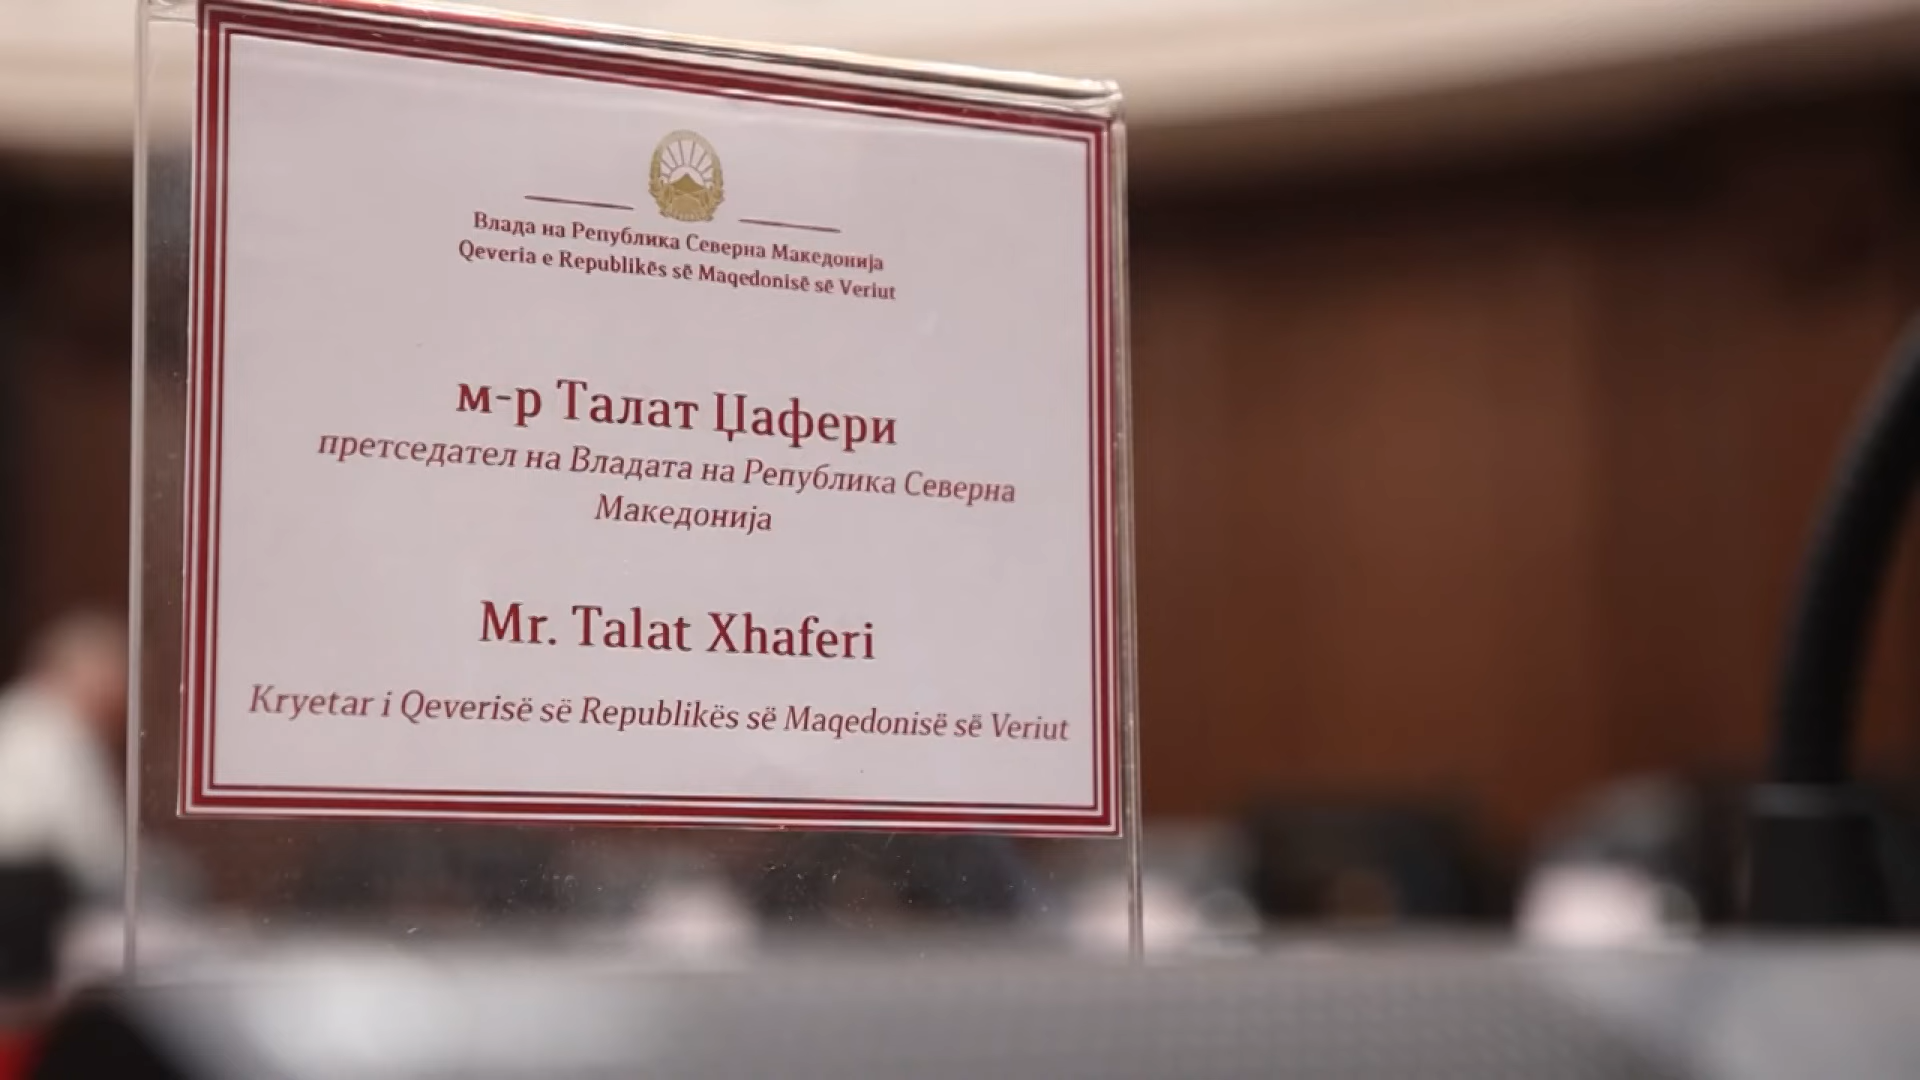 Влада на Република Северна Македонија
Qeveria e Republikës së Maqedonisë së Veriut
м-р Талат Џафери
претседател на Владата на Република Северна
Македонија
Mr. Talat Xhaferi
Kryetar i Qeverisë së Republikës së Maqedonisë së Veriut